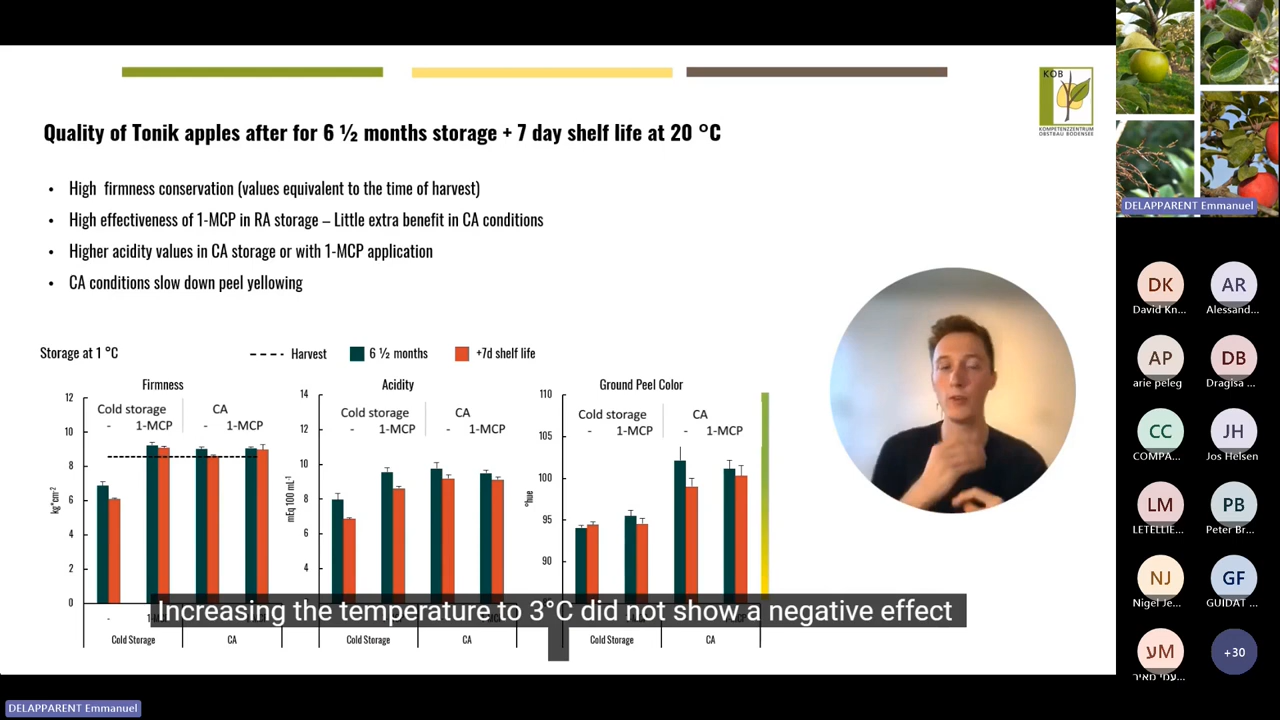 KOB
KOMPETENZZENTRUM
OBSTBAU BODENSEE
Quality of Tonik apples after for 6 ½ months storage + 7 day shelf life at 20 °C
• High firmness conservation (values equivalent to the time of harvest)
• High effectiveness of 1-MCP in RA storage – Little extra benefit in CA conditions
• Higher acidity values in CA storage or with 1-MCP application
• CA conditions slow down peel yellowing
Storage at 1 °C
Harvest
6 ½ months
+7d shelf life
Firmness
Cold storage CA
- 1-MCP - 1-MCP
12
10
8
6
4
2
0
kg*cm⁻²
-
Cold Storage CA
Acidity
Cold storage CA
- 1-MCP - 1-MCP
14
12
10
8
6
4
mEq 100 mL⁻¹
Cold Storage CA
Ground Peel Color
Cold storage CA
- 1-MCP - 1-MCP
110
105
100
95
90
°hue
Cold Storage CA
Increasing the temperature to 3°C did not show a negative effect
DELAPPARENT Emmanuel
DK
David Kn...
AR
Alessand...
AP
arie peleg
DB
Dragisa ...
CC
COMPA...
JH
Jos Helsen
LM
LETELLIE...
PB
Peter Br...
NJ
Nigel Je...
GF
GUIDAT ...
עM
עמי מאיר...
+30
DELAPPARENT Emmanuel